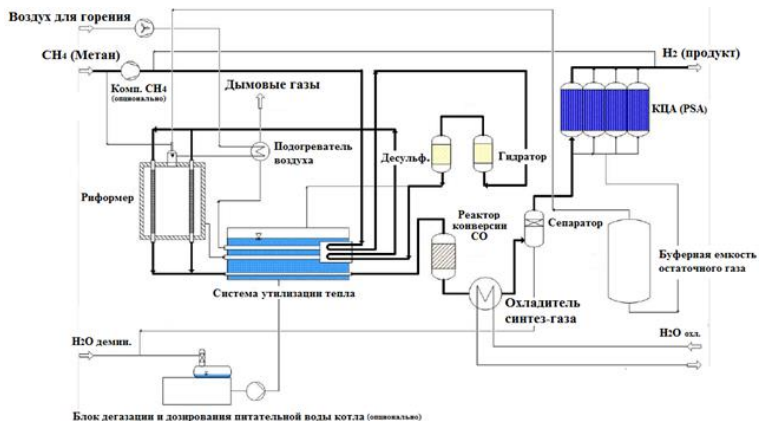 Воздух для горения
CH4 (Метан)
H2 (продукт)
Комп. CH4
(опционально)
Дымовые газы
КЦА (PSA)
Подогреватель
воздуха
Десульф.
Гидратор
Риформер
Реактор
конверсии
CO
Сепаратор
Буферная емкость
остаточного газа
Система утилизации тепла
Охладитель
синтез-газа
H2O демин.
H2O охл.
Блок дегазации и дозирования питательной воды котла (опционально)